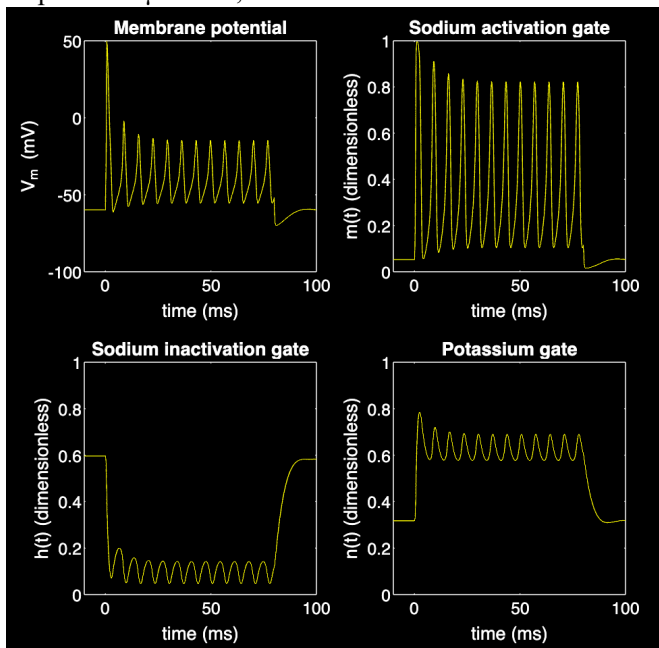 Membrane potential
50
0
-50
-100
V_m (mV)
0 50 100
time (ms)
Sodium activation gate
1
0.8
0.6
0.4
0.2
0
m(t) (dimensionless)
0 50 100
time (ms)
Sodium inactivation gate
1
0.8
0.6
0.4
0.2
0
h(t) (dimensionless)
0 50 100
time (ms)
Potassium gate
1
0.8
0.6
0.4
0.2
0
n(t) (dimensionless)
0 50 100
time (ms)